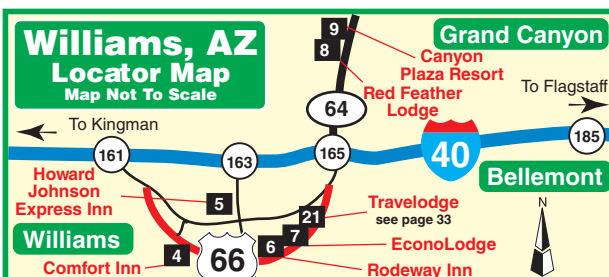 Williams, AZ
Locator Map
Map Not To Scale
Grand Canyon
9
8
Canyon
Plaza Resort
Red Feather
Lodge
To Flagstaff
64
To Kingman
161
163
165
40
185
Howard
Johnson
Express Inn
5
Bellemont
Travelodge
see page 33
21
N
Williams
7
EconoLodge
6
4
66
Comfort Inn
Rodeway Inn